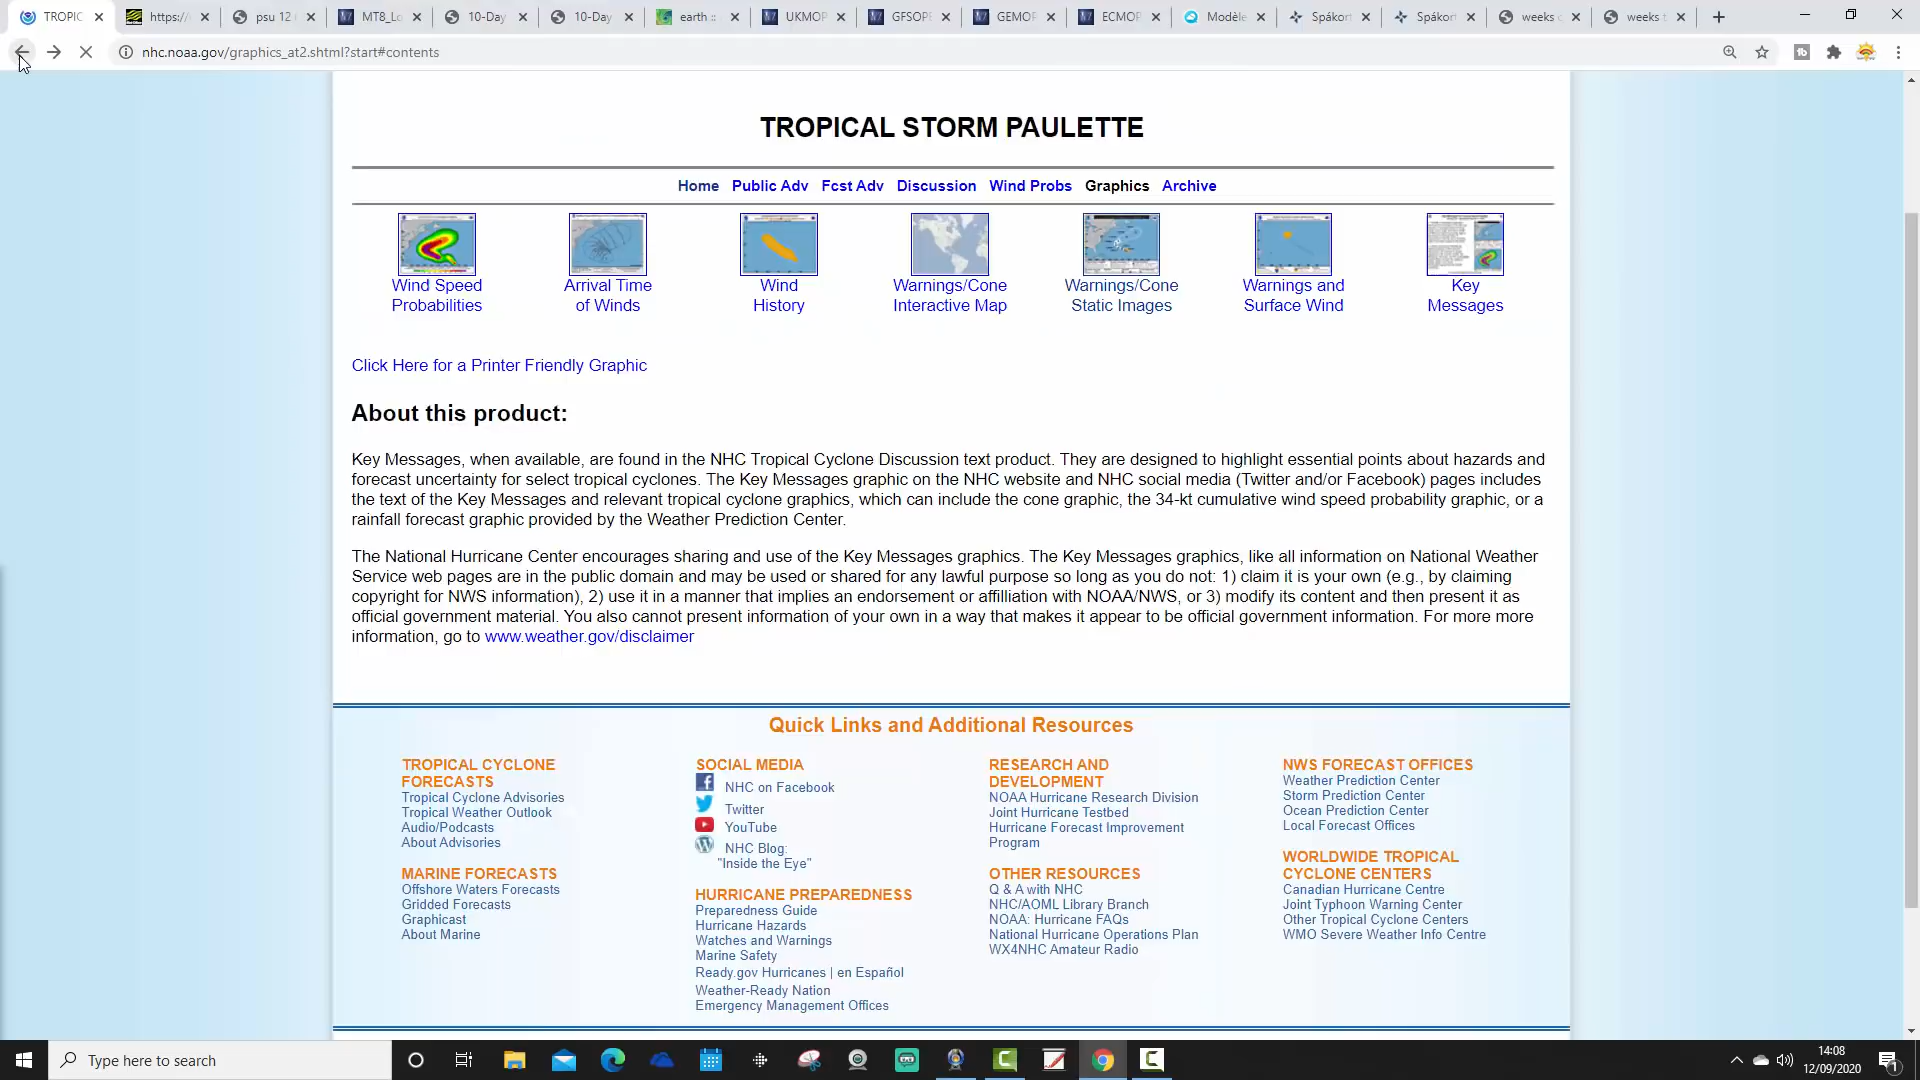 TROPIC
https:/
psu 12
MT8_Lo
10-Day
10-Day
earth ::
UKMOP
GFSOPE
GEMOP
ECMOP
Modèle
Spákort
Spákort
weeks
weeks
nhc.noaa.gov/graphics_at2.shtml?start#contents
TROPICAL STORM PAULETTE
Home Public Adv Fcst Adv Discussion Wind Probs Graphics Archive
Wind Speed
Probabilities
Arrival Time
of Winds
Wind
History
Warnings/Cone
Interactive Map
Warnings/Cone
Static Images
Warnings and
Surface Wind
Key
Messages
Click Here for a Printer Friendly Graphic
About this product:
Key Messages, when available, are found in the NHC Tropical Cyclone Discussion text product. They are designed to highlight essential points about hazards and
forecast uncertainty for select tropical cyclones. The Key Messages graphic on the NHC website and NHC social media (Twitter and/or Facebook) pages includes
the text of the Key Messages and relevant tropical cyclone graphics, which can include the cone graphic, the 34-kt cumulative wind speed probability graphic, or a
rainfall forecast graphic provided by the Weather Prediction Center.
The National Hurricane Center encourages sharing and use of the Key Messages graphics. The Key Messages graphics, like all information on National Weather
Service web pages are in the public domain and may be used or shared for any lawful purpose so long as you do not: 1) claim it is your own (e.g., by claiming
copyright for NWS information), 2) use it in a manner that implies an endorsement or affilliation with NOAA/NWS, or 3) modify its content and then present it as
official government material. You also cannot present information of your own in a way that makes it appear to be official government information. For more more
information, go to www.weather.gov/disclaimer
Quick Links and Additional Resources
TROPICAL CYCLONE
FORECASTS
Tropical Cyclone Advisories
Tropical Weather Outlook
Audio/Podcasts
About Advisories
MARINE FORECASTS
Offshore Waters Forecasts
Gridded Forecasts
Graphicast
About Marine
SOCIAL MEDIA
NHC on Facebook
Twitter
YouTube
NHC Blog:
"Inside the Eye"
HURRICANE PREPAREDNESS
Preparedness Guide
Hurricane Hazards
Watches and Warnings
Marine Safety
Ready.gov Hurricanes | en Español
Weather-Ready Nation
Emergency Management Offices
RESEARCH AND
DEVELOPMENT
NOAA Hurricane Research Division
Joint Hurricane Testbed
Hurricane Forecast Improvement
Program
OTHER RESOURCES
Q & A with NHC
NHC/AOML Library Branch
NOAA: Hurricane FAQs
National Hurricane Operations Plan
WX4NHC Amateur Radio
NWS FORECAST OFFICES
Weather Prediction Center
Storm Prediction Center
Ocean Prediction Center
Local Forecast Offices
WORLDWIDE TROPICAL
CYCLONE CENTERS
Canadian Hurricane Centre
Joint Typhoon Warning Center
Other Tropical Cyclone Centers
WMO Severe Weather Info Centre
Type here to search
14:08
12/09/2020